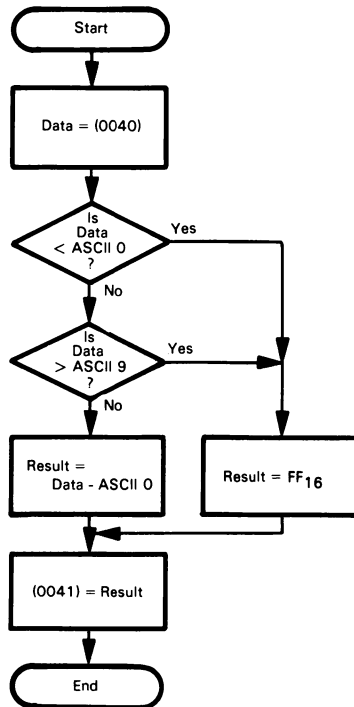 Start
Data = (0040)
Is
Data
< ASCII 0
?
Yes
No
Is
Data
> ASCII 9
?
Yes
No
Result =
Data - ASCII 0
Result = FF16
(0041) = Result
End